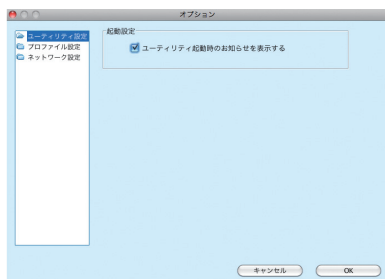 オプション
ユーティリティ設定
プロファイル設定
ネットワーク設定
起動設定
ユーティリティ起動時のお知らせを表示する
キャンセル
OK